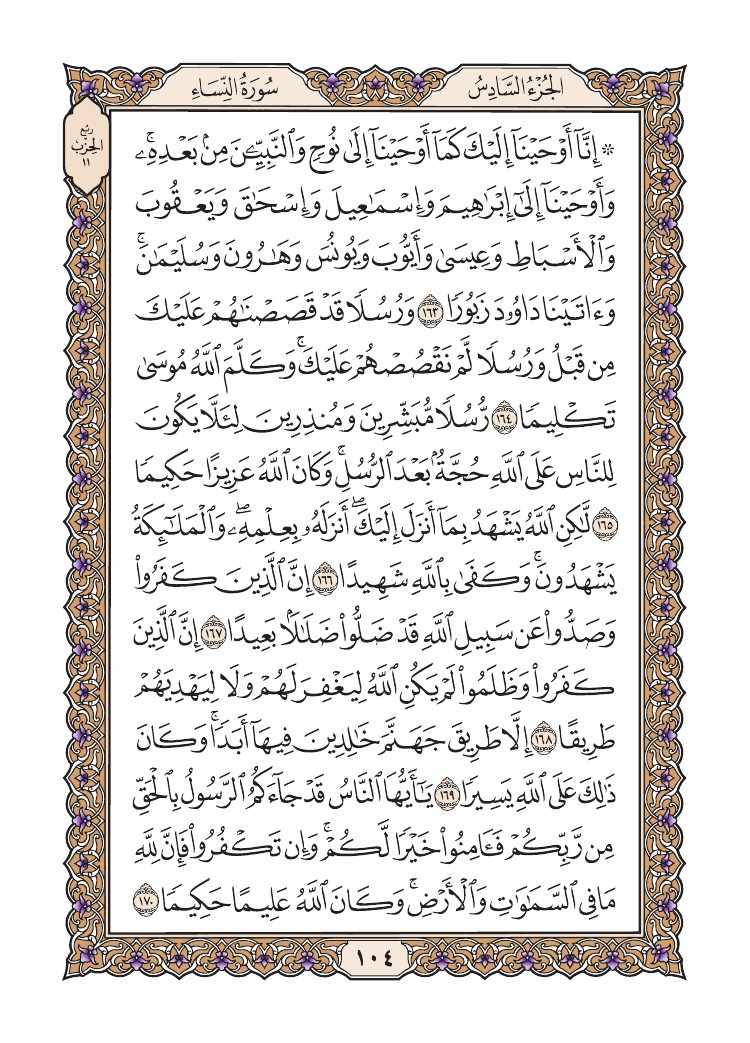 الجُزْءُ السَّادِسُ
سُورَةُ النِّسَاءِ
رُبْع
الحِزْب
١١
۞ إِنَّآ أَوْحَيْنَآ إِلَيْكَ كَمَآ أَوْحَيْنَآ إِلَىٰ نُوحٍ وَٱلنَّبِيِّـۧنَ مِنۢ بَعْدِهِۦۚ
وَأَوْحَيْنَآ إِلَىٰٓ إِبْرَٰهِيمَ وَإِسْمَٰعِيلَ وَإِسْحَٰقَ وَيَعْقُوبَ
وَٱلْأَسْبَاطِ وَعِيسَىٰ وَأَيُّوبَ وَيُونُسَ وَهَٰرُونَ وَسُلَيْمَٰنَۚ
وَءَاتَيْنَا دَاوُۥدَ زَبُورًا ١٦٣ وَرُسُلًا قَدْ قَصَصْنَٰهُمْ عَلَيْكَ
مِن قَبْلُ وَرُسُلًا لَّمْ نَقْصُصْهُمْ عَلَيْكَۚ وَكَلَّمَ ٱللَّهُ مُوسَىٰ
تَكْلِيمًا ١٦٤ رُّسُلًا مُّبَشِّرِينَ وَمُنذِرِينَ لِئَلَّا يَكُونَ
لِلنَّاسِ عَلَى ٱللَّهِ حُجَّةٌۢ بَعْدَ ٱلرُّسُلِۚ وَكَانَ ٱللَّهُ عَزِيزًا حَكِيمًا
١٦٥ لَّٰكِنِ ٱللَّهُ يَشْهَدُ بِمَآ أَنزَلَ إِلَيْكَۖ أَنزَلَهُۥ بِعِلْمِهِۦۖ وَٱلْمَلَٰٓئِكَةُ
يَشْهَدُونَۚ وَكَفَىٰ بِٱللَّهِ شَهِيدًا ١٦٦ إِنَّ ٱلَّذِينَ كَفَرُوا۟
وَصَدُّوا۟ عَن سَبِيلِ ٱللَّهِ قَدْ ضَلُّوا۟ ضَلَٰلًۢا بَعِيدًا ١٦٧ إِنَّ ٱلَّذِينَ
كَفَرُوا۟ وَظَلَمُوا۟ لَمْ يَكُنِ ٱللَّهُ لِيَغْفِرَ لَهُمْ وَلَا لِيَهْدِيَهُمْ
طَرِيقًا ١٦٨ إِلَّا طَرِيقَ جَهَنَّمَ خَٰلِدِينَ فِيهَآ أَبَدًاۚ وَكَانَ
ذَٰلِكَ عَلَى ٱللَّهِ يَسِيرًا ١٦٩ يَٰٓأَيُّهَا ٱلنَّاسُ قَدْ جَآءَكُمُ ٱلرَّسُولُ بِٱلْحَقِّ
مِن رَّبِّكُمْ فَـَٔامِنُوا۟ خَيْرًا لَّكُمْۚ وَإِن تَكْفُرُوا۟ فَإِنَّ لِلَّهِ
مَا فِى ٱلسَّمَٰوَٰتِ وَٱلْأَرْضِۚ وَكَانَ ٱللَّهُ عَلِيمًا حَكِيمًا ١٧٠
١٠٤